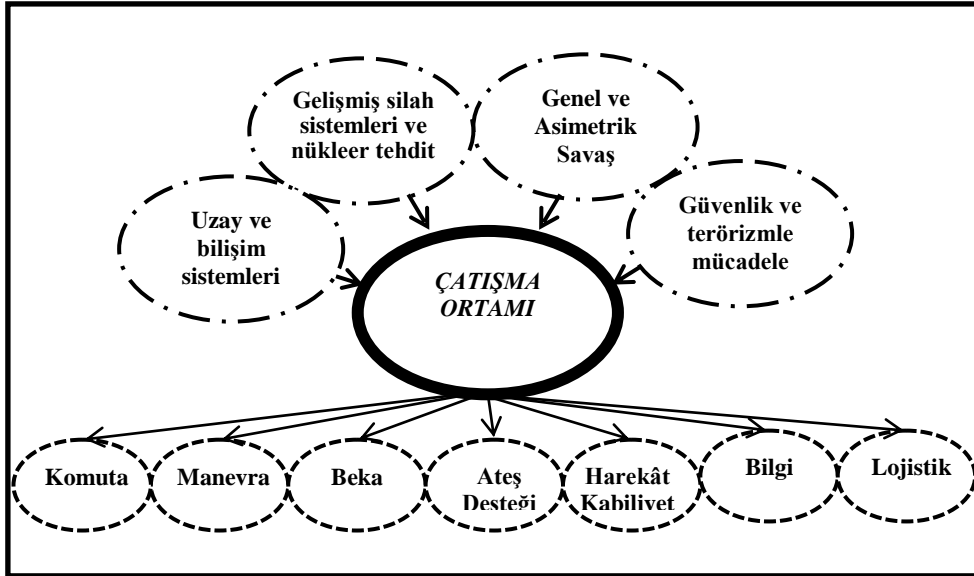 Gelişmiş silah
sistemleri ve
nükleer tehdit
Genel ve
Asimetrik
Savaş
Uzay ve
bilişim
sistemleri
Güvenlik ve
terörizmle
mücadele
ÇATIŞMA
ORTAMI
Komuta
Manevra
Beka
Ateş
Desteği
Harekât
Kabiliyet
Bilgi
Lojistik